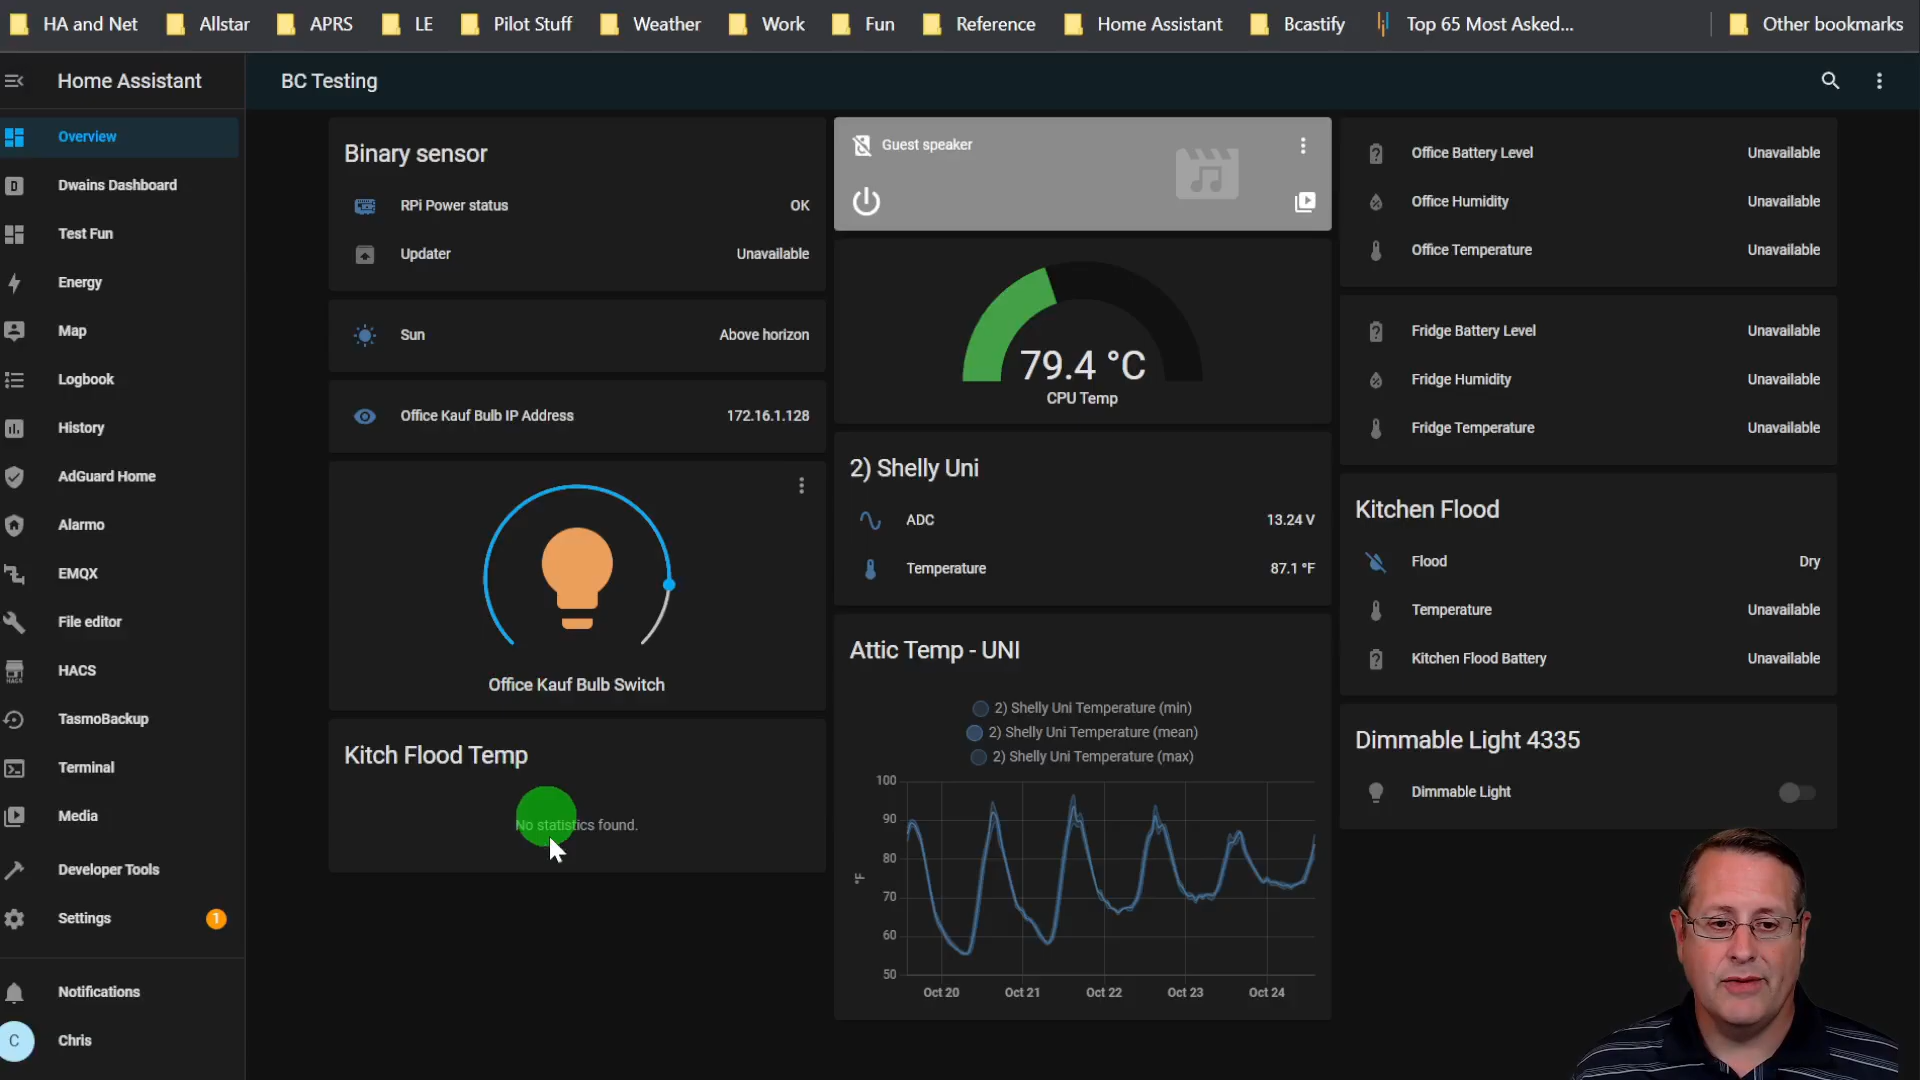 HA and Net Allstar APRS LE Pilot Stuff Weather Work Fun Reference Home Assistant Bcastify Top 65 Most Asked... Other bookmarks
Home Assistant
BC Testing
Overview
D Dwains Dashboard
Test Fun
Energy
Map
Logbook
History
AdGuard Home
Alarmo
EMQX
File editor
HACS HACS
TasmoBackup
Terminal
Media
Developer Tools
Settings 1
Notifications
C Chris
Binary sensor
RPi Power status OK
Updater Unavailable
Sun Above horizon
Office Kauf Bulb IP Address 172.16.1.128
Office Kauf Bulb Switch
Kitch Flood Temp
No statistics found.
Guest speaker
79.4 °C
CPU Temp
2) Shelly Uni
ADC 13.24 V
Temperature 87.1 °F
Attic Temp - UNI
2) Shelly Uni Temperature (min)
2) Shelly Uni Temperature (mean)
2) Shelly Uni Temperature (max)
100
90
80
°F
70
60
50
Oct 20 Oct 21 Oct 22 Oct 23 Oct 24
Office Battery Level Unavailable
Office Humidity Unavailable
Office Temperature Unavailable
Fridge Battery Level Unavailable
Fridge Humidity Unavailable
Fridge Temperature Unavailable
Kitchen Flood
Flood Dry
Temperature Unavailable
Kitchen Flood Battery Unavailable
Dimmable Light 4335
Dimmable Light